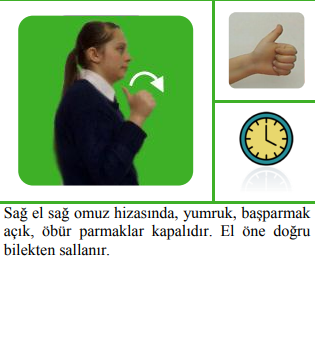 Sağ el sağ omuz hizasında, yumruk, başparmak
açık, öbür parmaklar kapalıdır. El öne doğru
bilekten sallanır.